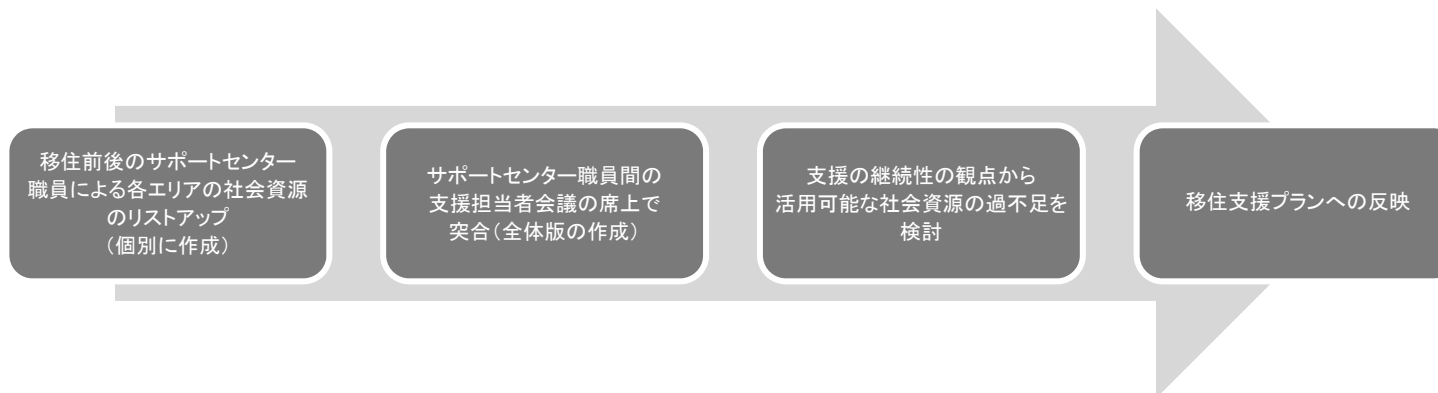 移住前後のサポートセンター
職員による各エリアの社会資源
のリストアップ
（個別に作成）
サポートセンター職員間の
支援担当者会議の席上で
突合（全体版の作成）
支援の継続性の観点から
活用可能な社会資源の過不足を
検討
移住支援プランへの反映